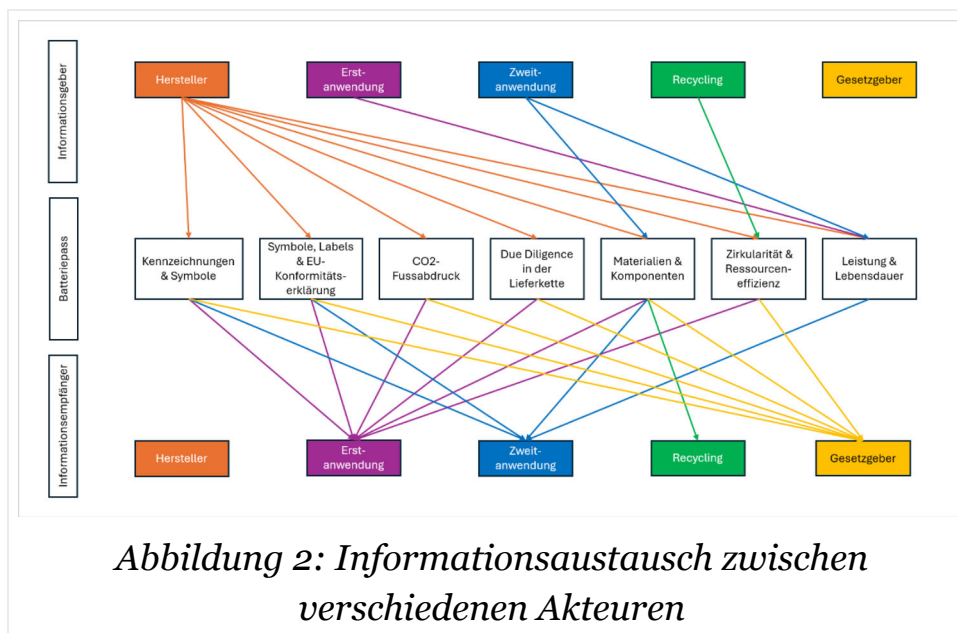 Informationsgeber
Hersteller
Erst-
anwendung
Zweit-
anwendung
Recycling
Gesetzgeber
Batteriepass
Kennzeichnungen
& Symbole
Symbole, Labels
& EU-
Konformitäts-
erklärung
CO2-
Fussabdruck
Due Diligence
in der
Lieferkette
Materialien &
Komponenten
Zirkularität &
Ressourcen-
effizienz
Leistung &
Lebensdauer
Informationsempfänger
Hersteller
Erst-
anwendung
Zweit-
anwendung
Recycling
Gesetzgeber
Abbildung 2: Informationsaustausch zwischen
verschiedenen Akteuren